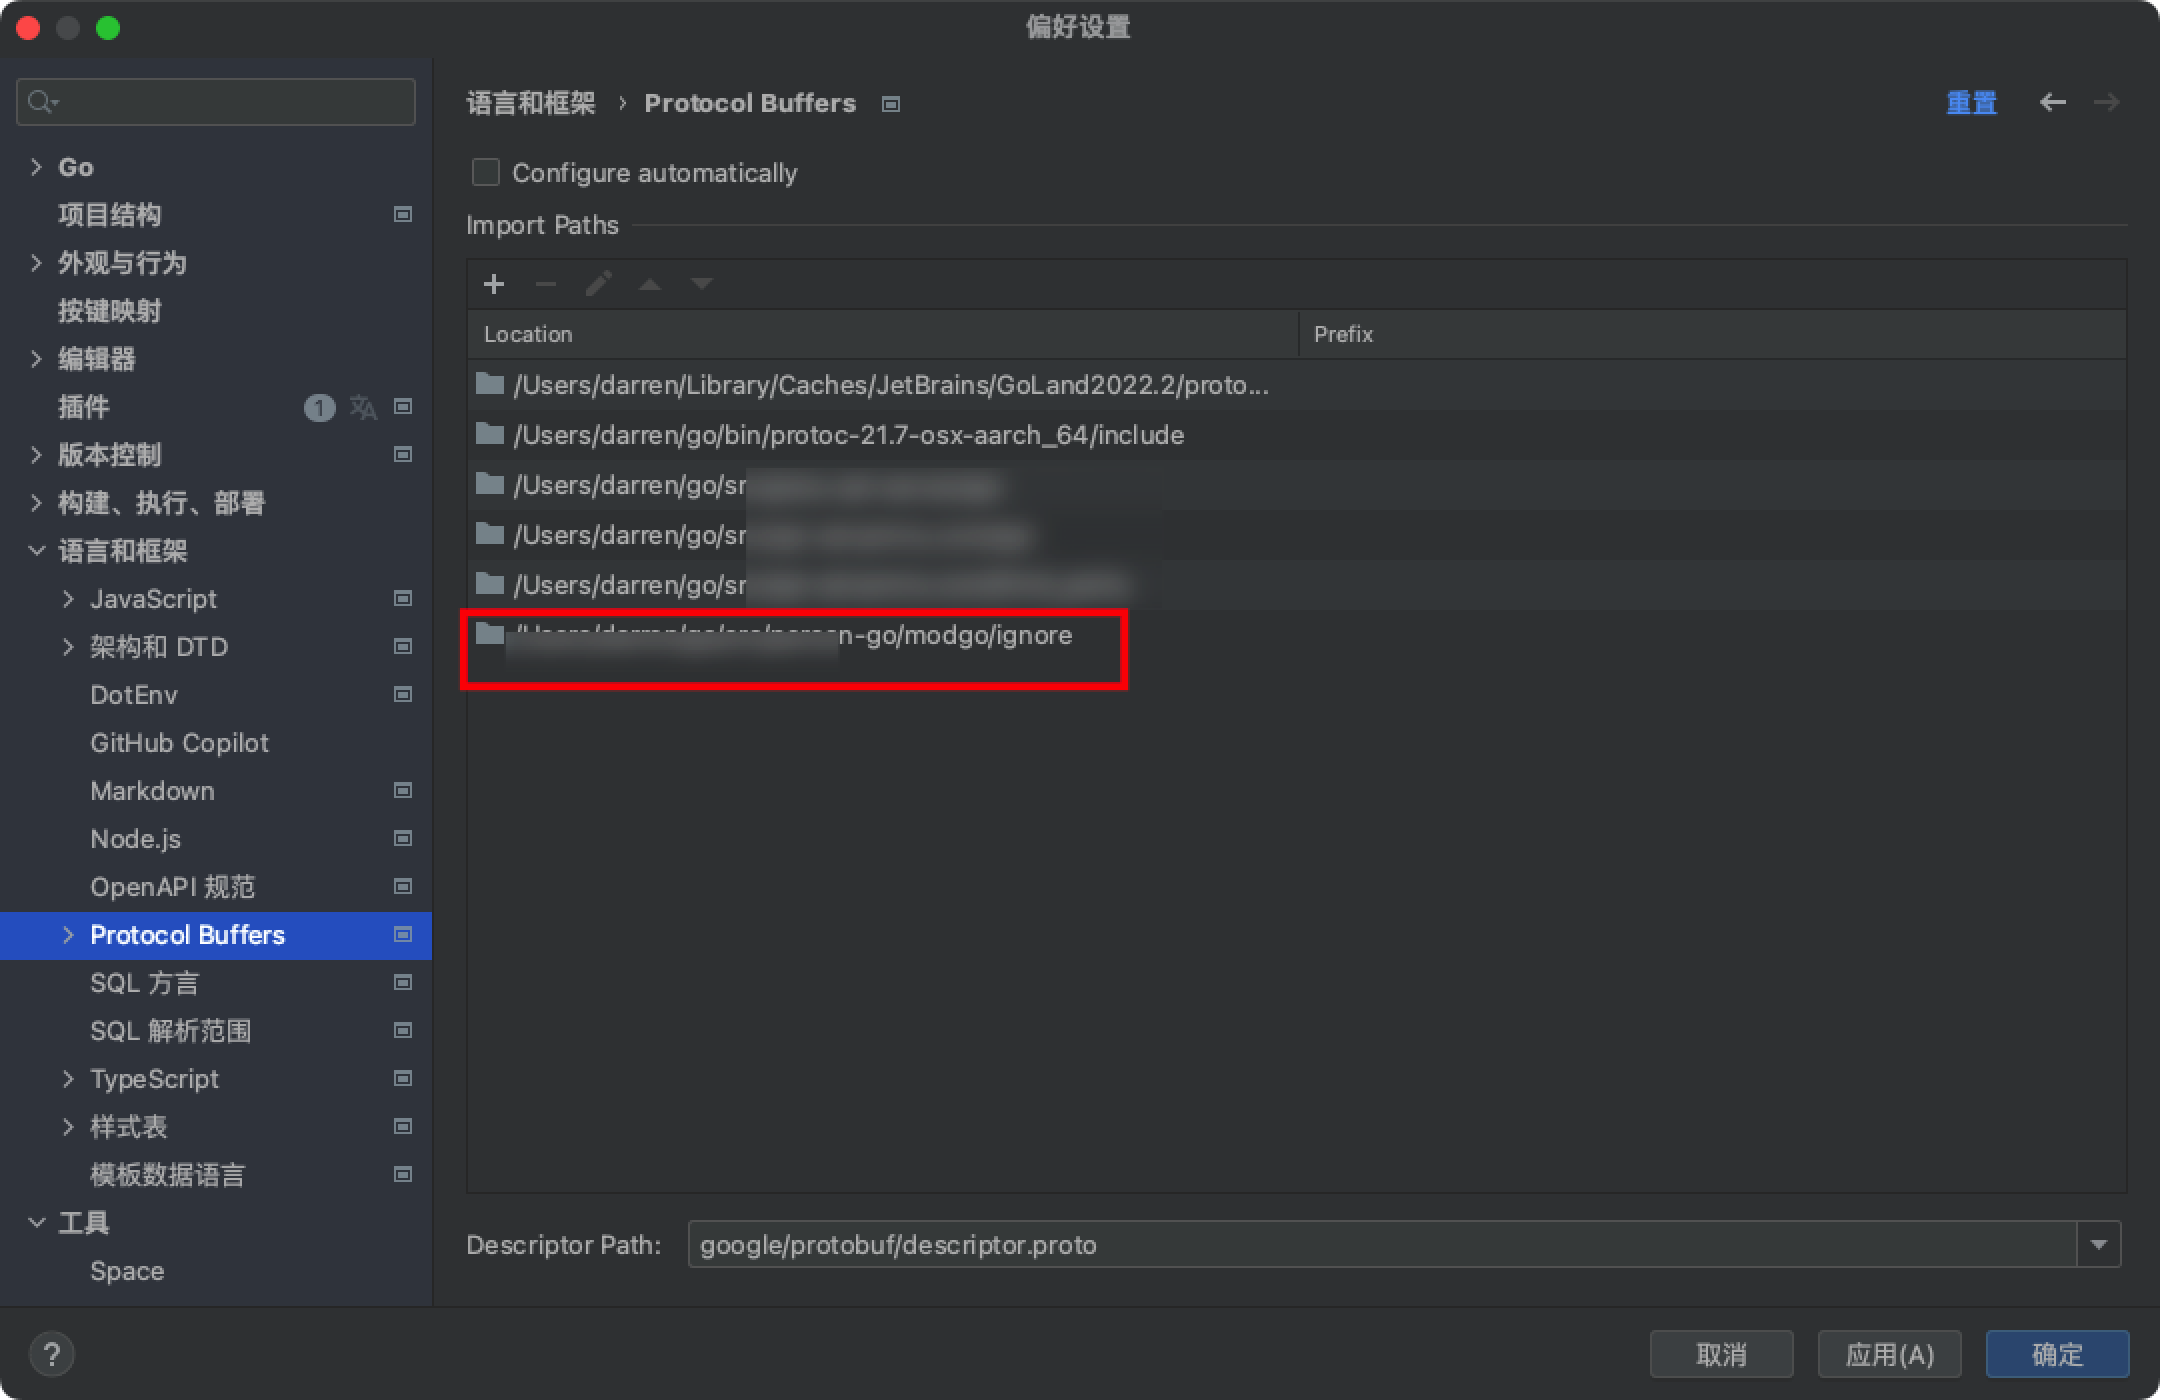 偏好设置
Go
项目结构
外观与行为
按键映射
编辑器
插件 1
版本控制
构建、执行、部署
语言和框架
JavaScript
架构和 DTD
DotEnv
GitHub Copilot
Markdown
Node.js
OpenAPI 规范
Protocol Buffers
SQL 方言
SQL 解析范围
TypeScript
样式表
模板数据语言
工具
Space
语言和框架 › Protocol Buffers
重置
Configure automatically
Import Paths
Location Prefix
/Users/darren/Library/Caches/JetBrains/GoLand2022.2/proto...
/Users/darren/go/bin/protoc-21.7-osx-aarch_64/include
/Users/darren/go/sr
/Users/darren/go/sr
/Users/darren/go/sr
n-go/modgo/ignore
Descriptor Path: google/protobuf/descriptor.proto
?
取消
应用(A)
确定